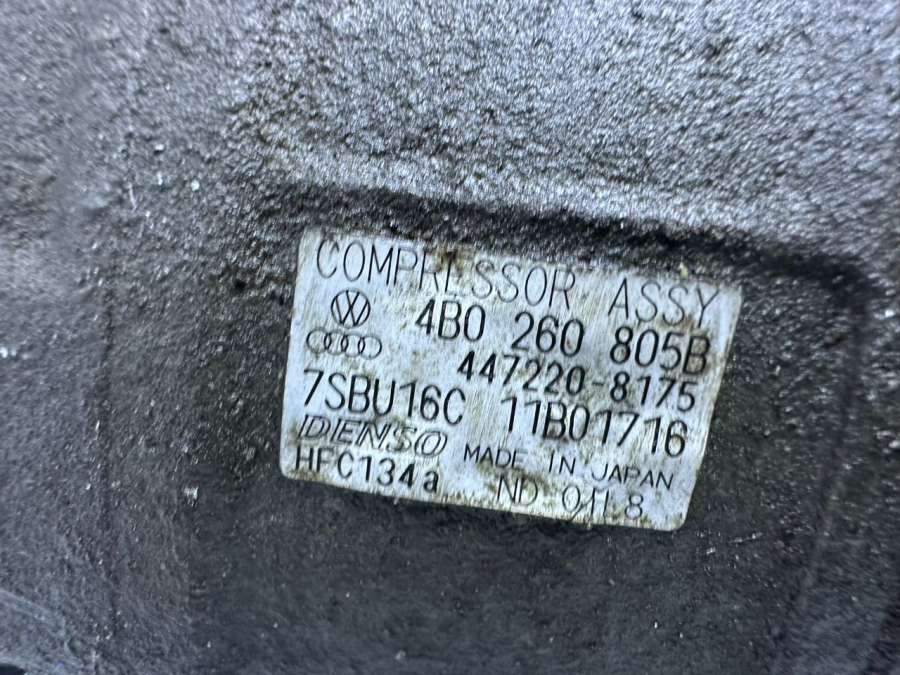 COMPRESSOR ASSY
4B0 260 805B
447220-8175
7SBU16C 11B01716
DENSO MADE IN JAPAN
HFC134a ND-OIL8